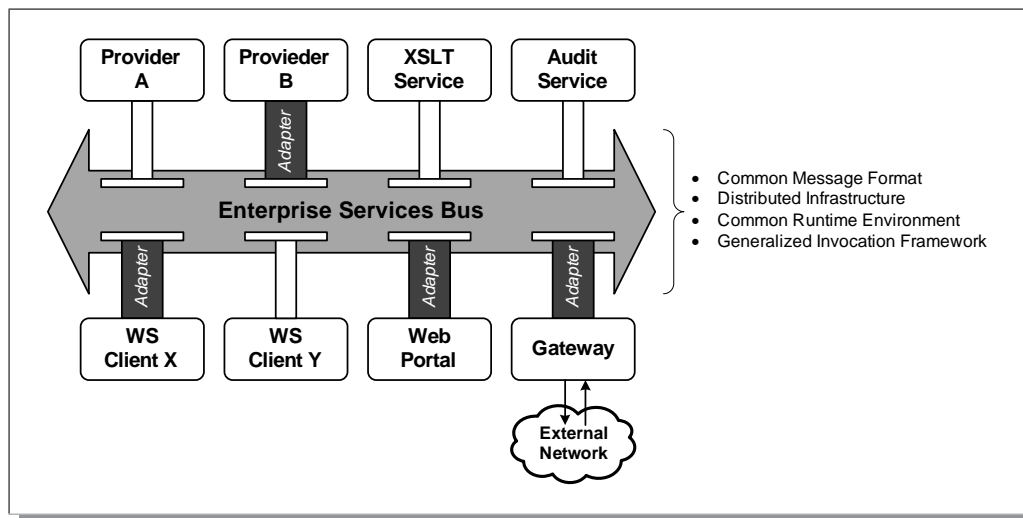 Provider
A
Provieder
B
XSLT
Service
Audit
Service
Adapter
Enterprise Services Bus
• Common Message Format
• Distributed Infrastructure
• Common Runtime Environment
• Generalized Invocation Framework
Adapter
Adapter
Adapter
WS
Client X
WS
Client Y
Web
Portal
Gateway
External
Network